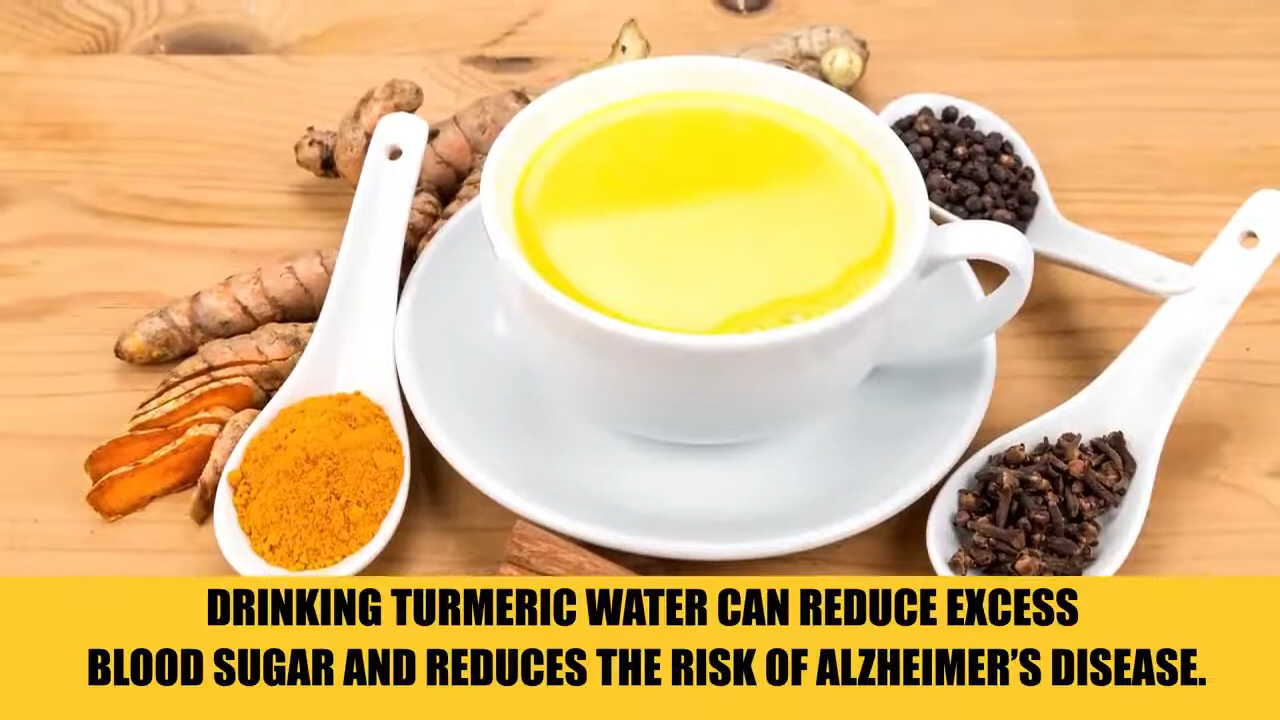 DRINKING TURMERIC WATER CAN REDUCE EXCESS
BLOOD SUGAR AND REDUCES THE RISK OF ALZHEIMER’S DISEASE.